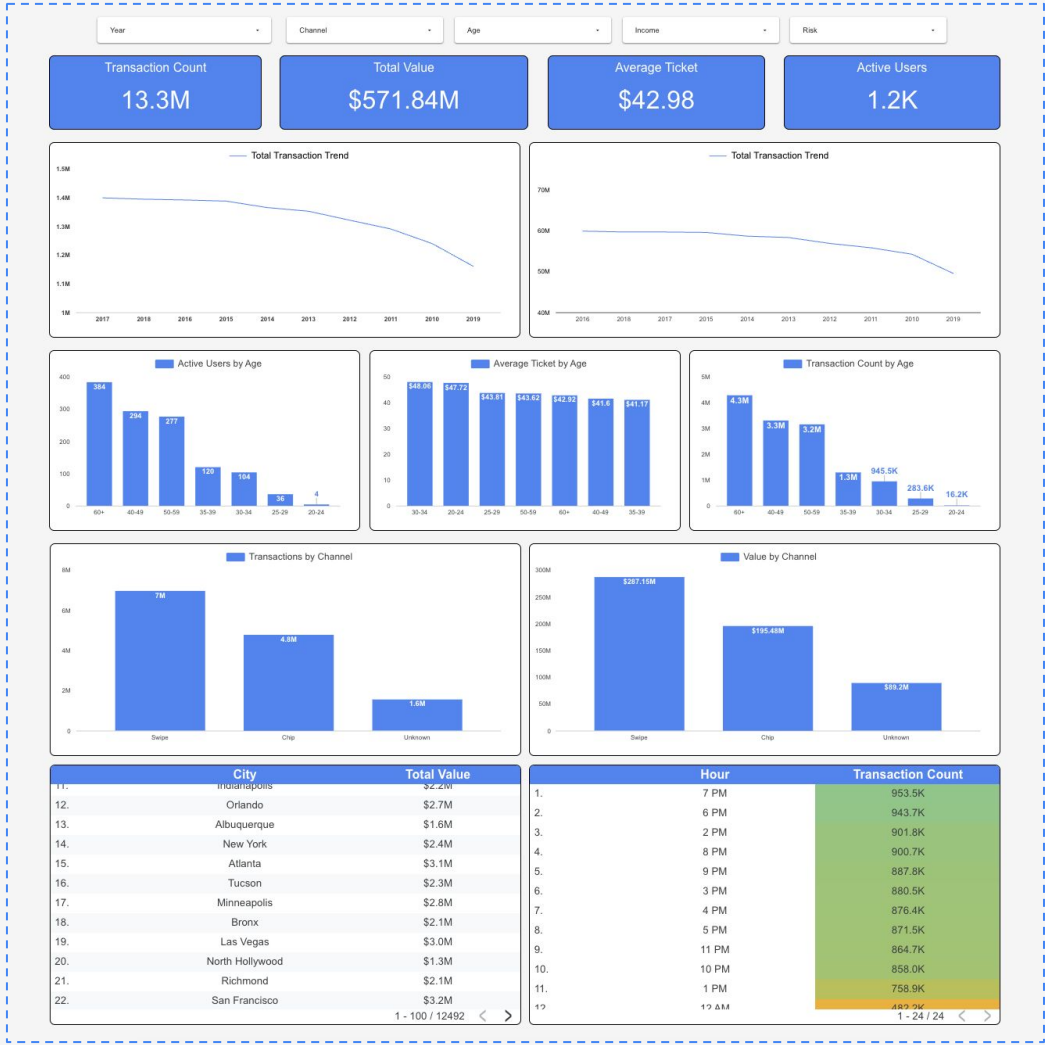 Year Channel Age Income Risk
Transaction Count Total Value Average Ticket Active Users
13.3M $571.84M $42.98 1.2K
Total Transaction Trend
1.5M
1.4M
1.3M
1.2M
1.1M
1M
2017 2018 2016 2015 2014 2013 2012 2011 2010 2019
Total Transaction Trend
70M
60M
50M
40M
2016 2018 2017 2015 2014 2013 2012 2011 2010 2019
Active Users by Age
400
300
200
100
0
384 294 277 120 104 36 4
60+ 40-49 50-59 35-39 30-34 25-29 20-24
Average Ticket by Age
50
40
30
20
10
0
$48.06 $47.72 $43.81 $43.62 $42.92 $41.6 $41.17
30-34 20-24 25-29 50-59 60+ 40-49 35-39
Transaction Count by Age
5M
4M
3M
2M
1M
0
4.3M 3.3M 3.2M 1.3M 945.5K 283.6K 16.2K
60+ 40-49 50-59 35-39 30-34 25-29 20-24
Transactions by Channel
8M
6M
4M
2M
0
7M 4.8M 1.6M
Swipe Chip Unknown
Value by Channel
300M
250M
200M
150M
100M
50M
0
$287.15M $195.48M $89.2M
Swipe Chip Unknown
City Total Value
11. Indianapolis $2.2M
12. Orlando $2.7M
13. Albuquerque $1.6M
14. New York $2.4M
15. Atlanta $3.1M
16. Tucson $2.3M
17. Minneapolis $2.8M
18. Bronx $2.1M
19. Las Vegas $3.0M
20. North Hollywood $1.3M
21. Richmond $2.1M
22. San Francisco $3.2M
1 - 100 / 12492
Hour Transaction Count
1. 7 PM 953.5K
2. 6 PM 943.7K
3. 2 PM 901.8K
4. 8 PM 900.7K
5. 9 PM 887.8K
6. 3 PM 880.5K
7. 4 PM 876.4K
8. 5 PM 871.5K
9. 11 PM 864.7K
10. 10 PM 858.0K
11. 1 PM 758.9K
12. 12 AM 482.2K
1 - 24 / 24